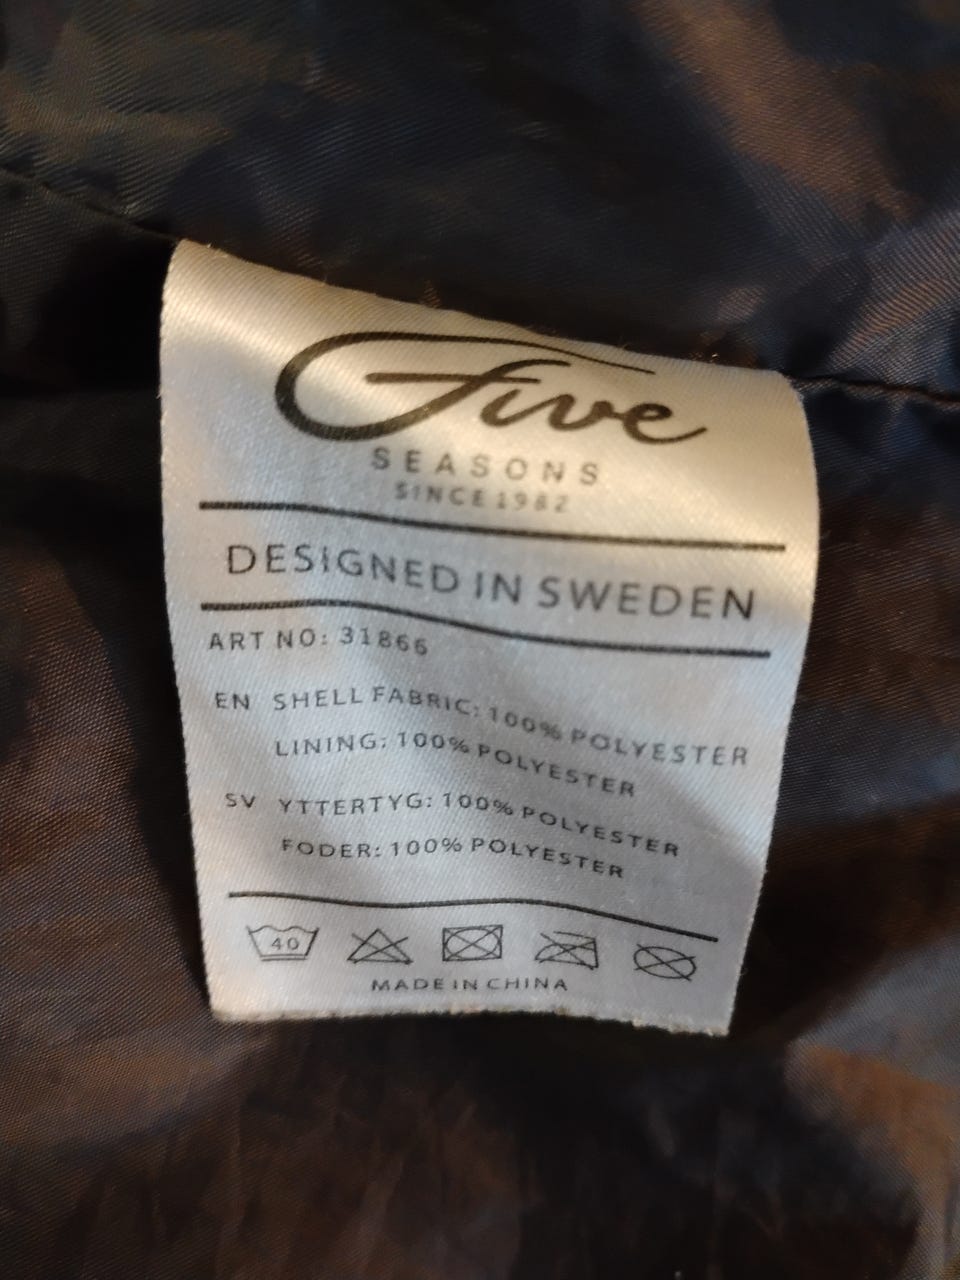 Five
SEASONS
SINCE 1982
DESIGNED IN SWEDEN
ART NO: 31866
EN SHELL FABRIC: 100% POLYESTER
LINING: 100% POLYESTER
SV YTTERTYG: 100% POLYESTER
FODER: 100% POLYESTER
40
MADE IN CHINA